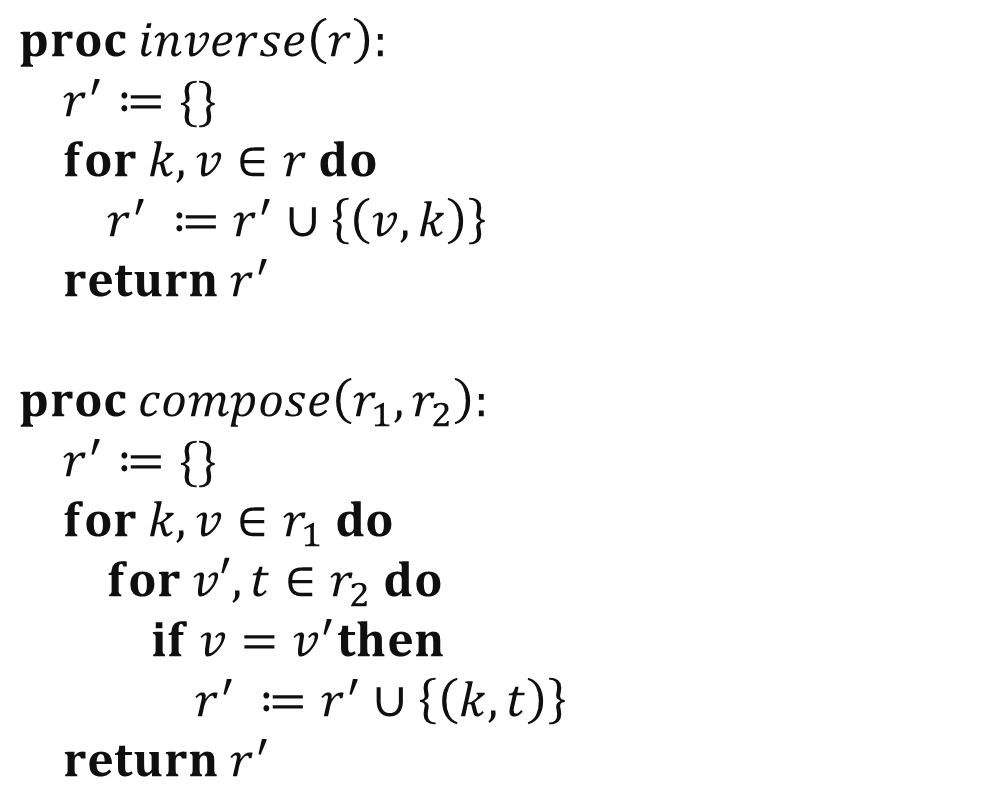 proc inverse(r):
r′ ≔ {}
for k, v ∈ r do
r′ ≔ r′ ∪ {(v, k)}
return r′
proc compose(r₁, r₂):
r′ ≔ {}
for k, v ∈ r₁ do
for v′, t ∈ r₂ do
if v = v′then
r′ ≔ r′ ∪ {(k, t)}
return r′